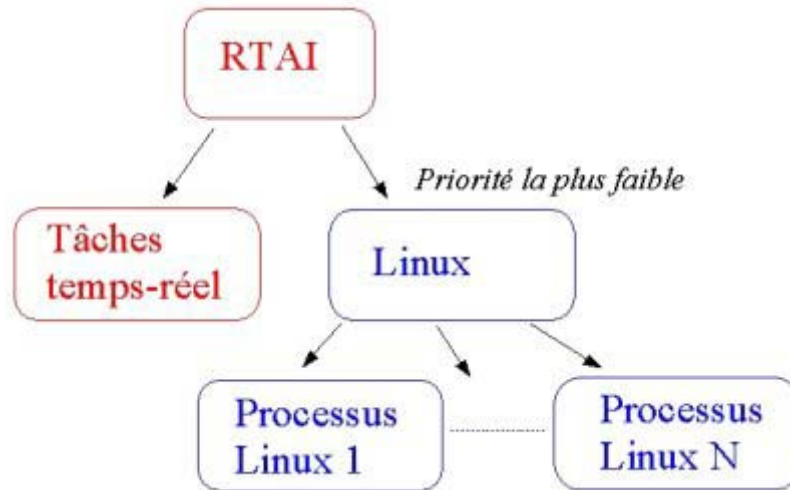 RTAI
Priorité la plus faible
Tâches
temps-réel
Linux
Processus
Linux 1
Processus
Linux N